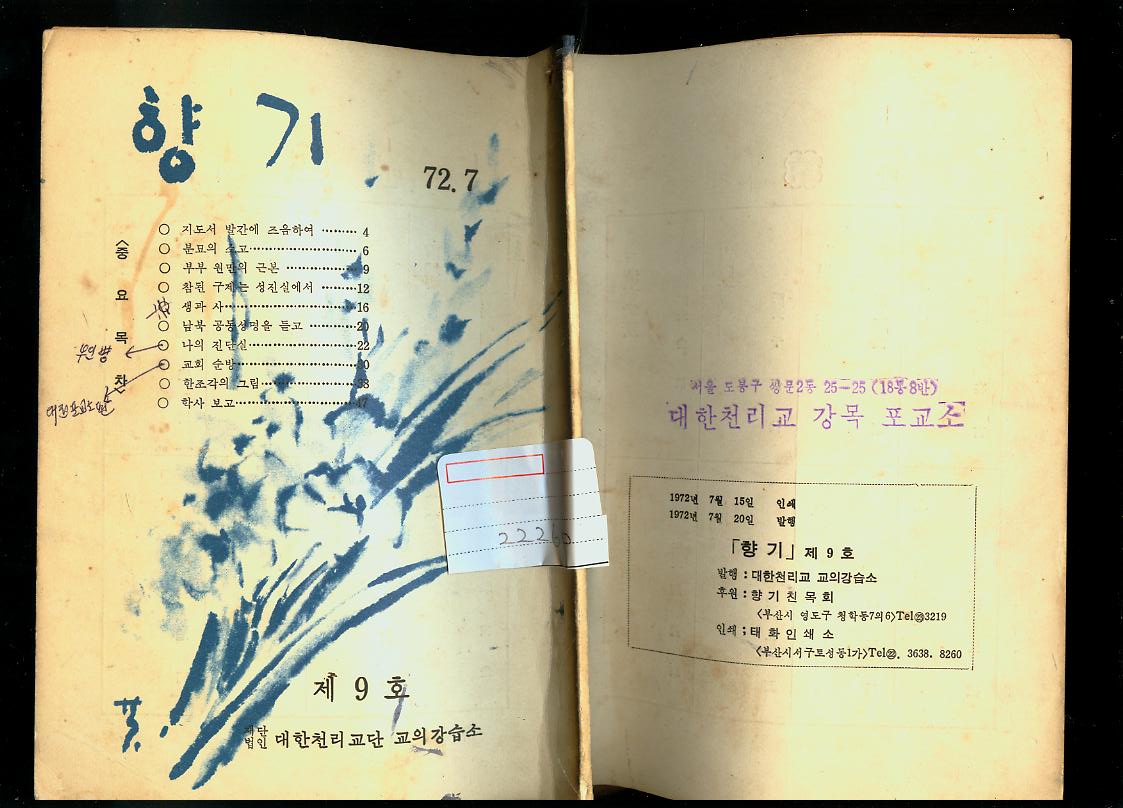 향 기
72.7
<중요목차>
○ 지도서 발간에 즈음하여 ········· 4
○ 분묘의 소고 ········· 6
○ 부부 원만의 근본 ········· 9
○ 참된 구제는 성진실에서 ········· 12
○ 생과 사 ········· 16
○ 남북 공동성명을 듣고 ········· 20
○ 나의 진단실 ········· 22
○ 교회 순방 ········· 30
○ 한조각의 그림 ········· 33
○ 학사 보고 ········· 47
22260
제 9 호
재단법인 대한천리교단 교의강습소
서울 도봉구 쌍문2동 25-25 (18통8반)
대한천리교 강목 포교소
1972년 7월 15일 인쇄
1972년 7월 20일 발행
「향 기」 제 9 호
발행 : 대한천리교 교의강습소
후원 : 향 기 친 목 회
<부산시 영도구 청학동7의6>Tel㉓3219
인쇄 ; 태 화 인 쇄 소
<부산시서구토성동1가>Tel㉒. 3638. 8260